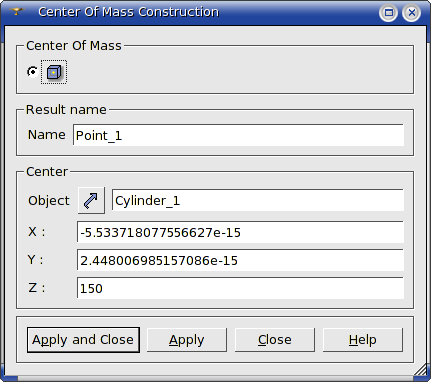 Center Of Mass Construction
Center Of Mass
Result name
Name Point_1
Center
Object Cylinder_1
X : -5.533718077556627e-15
Y : 2.448006985157086e-15
Z : 150
Apply and Close Apply Close Help